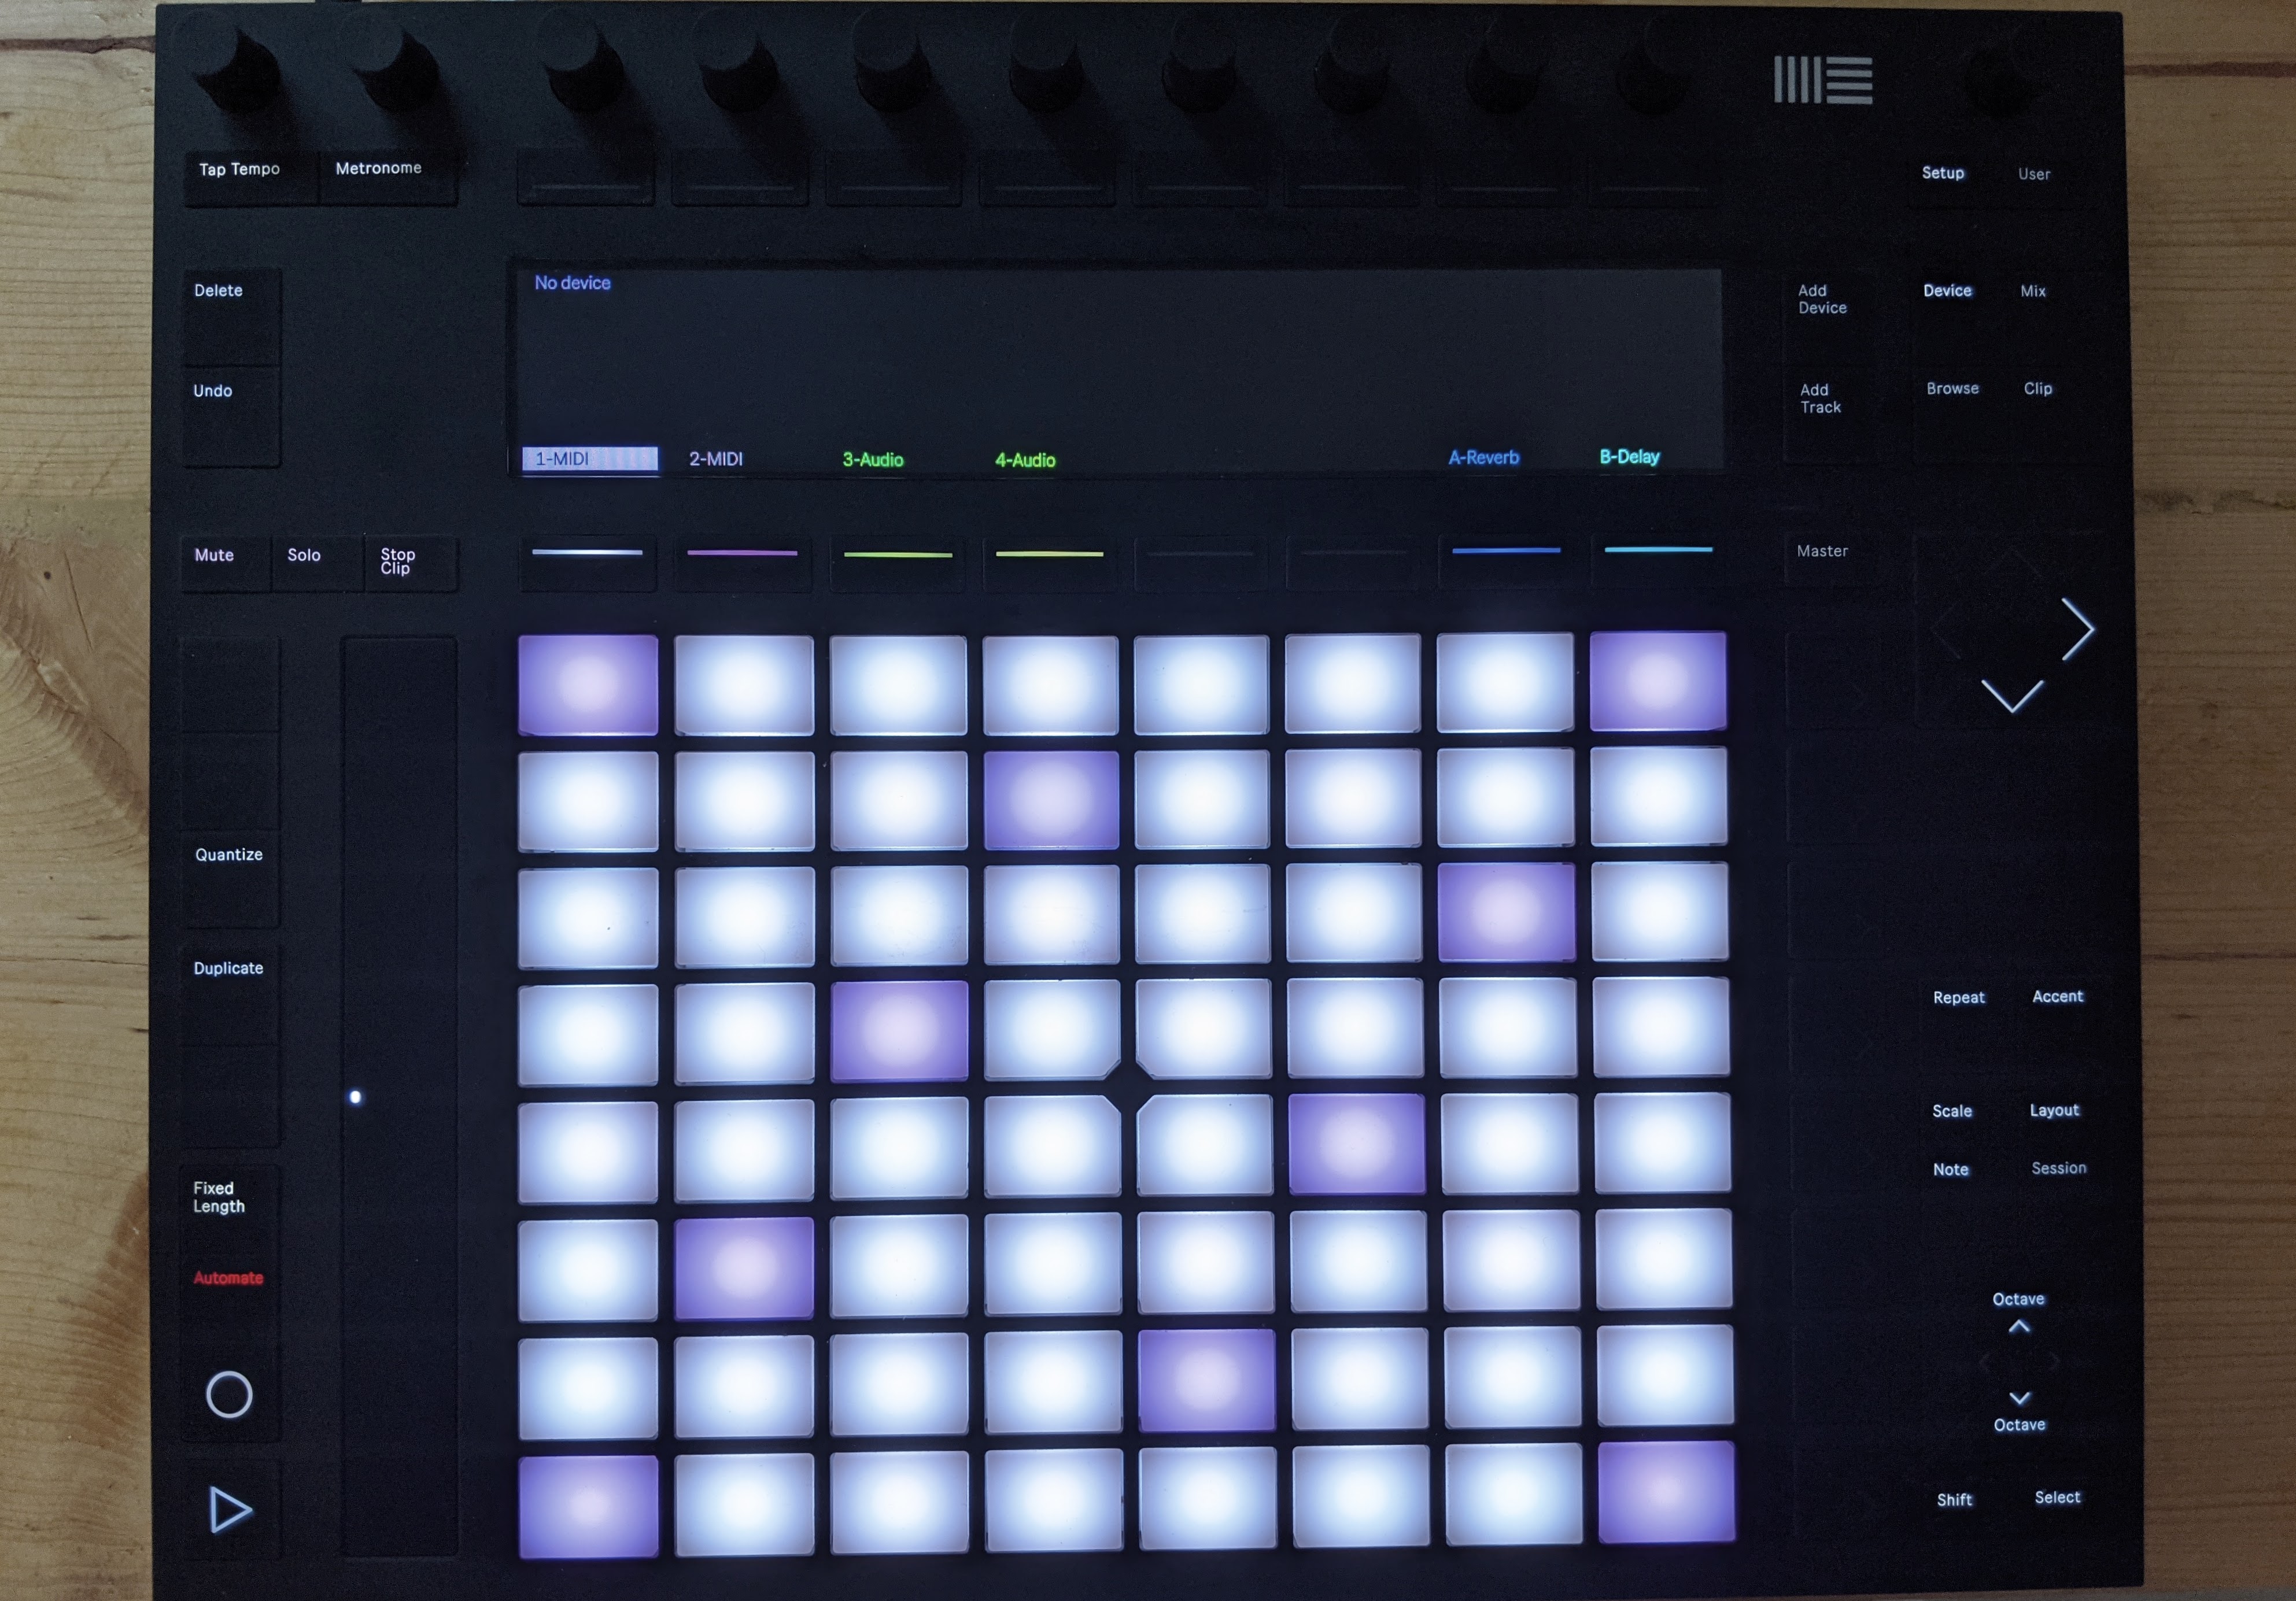 Tap Tempo
Metronome
Setup
User
Delete
No device
Add
Device
Device
Mix
Undo
Add
Track
Browse
Clip
1-MIDI
2-MIDI
3-Audio
4-Audio
A-Reverb
B-Delay
Mute
Solo
Stop
Clip
Master
Quantize
Duplicate
Repeat
Accent
Scale
Layout
Note
Session
Fixed
Length
Automate
Octave
Octave
Shift
Select